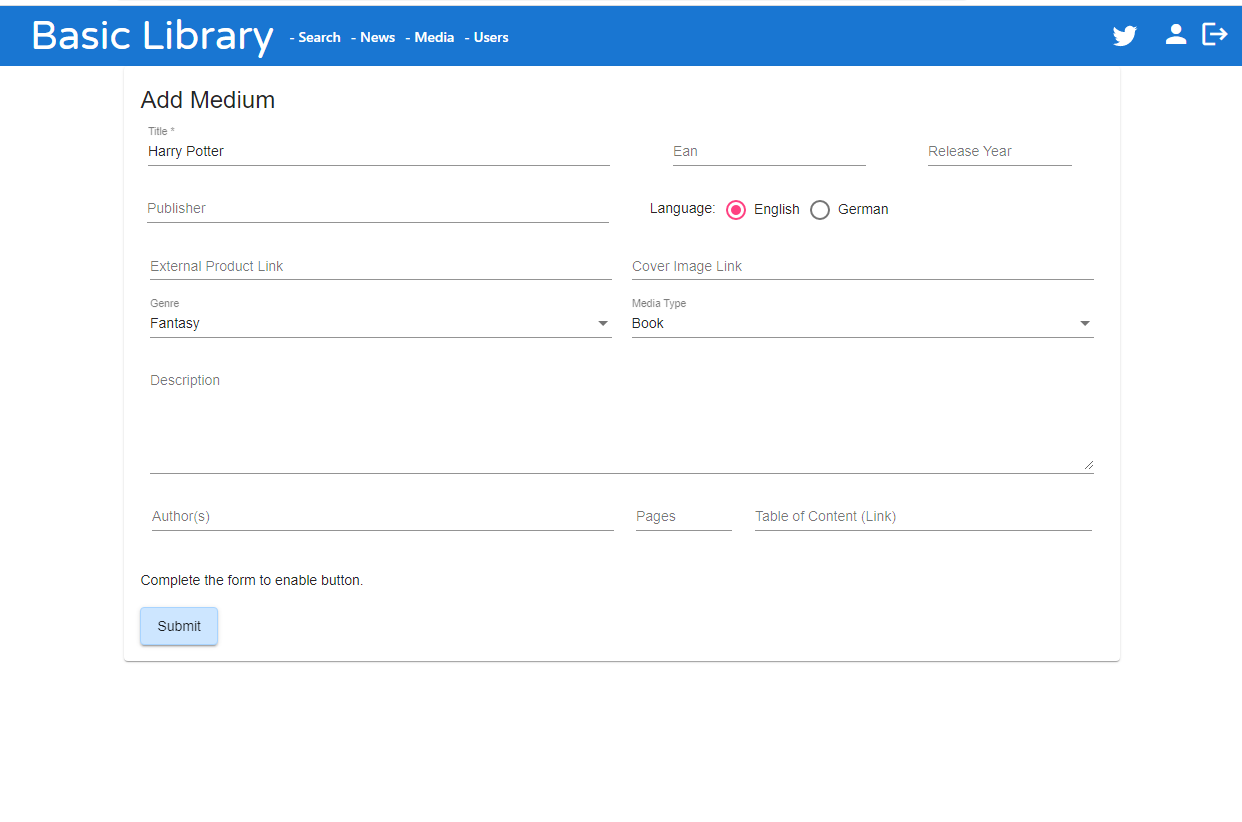 Basic Library - Search - News - Media - Users
Add Medium
Title *
Harry Potter
Ean
Release Year
Publisher
Language: English German
External Product Link
Cover Image Link
Genre
Fantasy
Media Type
Book
Description
Author(s)
Pages
Table of Content (Link)
Complete the form to enable button.
Submit